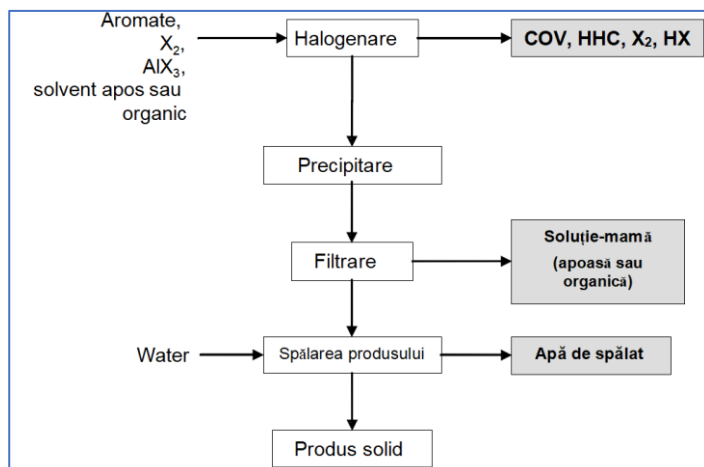 Aromate,
X₂,
AlX₃,
solvent apos sau
organic
Halogenare
COV, HHC, X₂, HX
Precipitare
Filtrare
Soluție-mamă
(apoasă sau
organică)
Water
Spălarea produsului
Apă de spălat
Produs solid